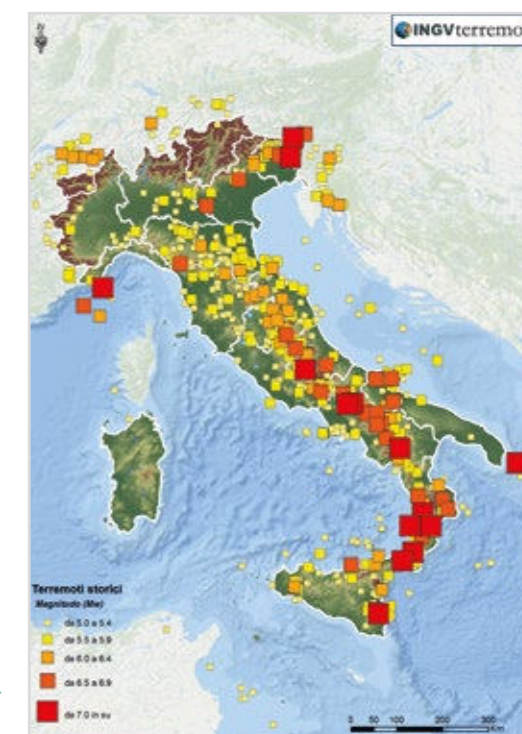 INGVterremo
Terremoti storici
Magnitudo (Mw)
da 5.0 a 5.4
da 5.5 a 5.9
da 6.0 a 6.4
da 6.5 a 6.9
da 7.0 in su
0 50 100 200 300
Km